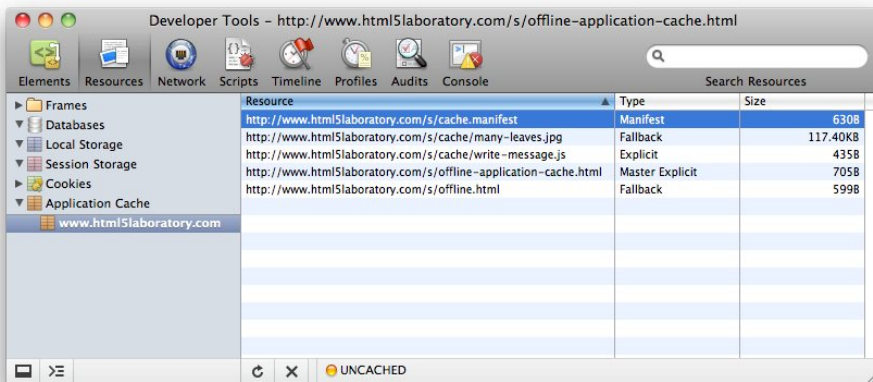 Developer Tools – http://www.html5laboratory.com/s/offline-application-cache.html
Elements Resources Network Scripts Timeline Profiles Audits Console Search Resources
Frames
Databases
Local Storage
Session Storage
Cookies
Application Cache
www.html5laboratory.com
Resource Type Size
http://www.html5laboratory.com/s/cache.manifest Manifest 630B
http://www.html5laboratory.com/s/cache/many-leaves.jpg Fallback 117.40KB
http://www.html5laboratory.com/s/cache/write-message.js Explicit 435B
http://www.html5laboratory.com/s/offline-application-cache.html Master Explicit 705B
http://www.html5laboratory.com/s/offline.html Fallback 599B
UNCACHED